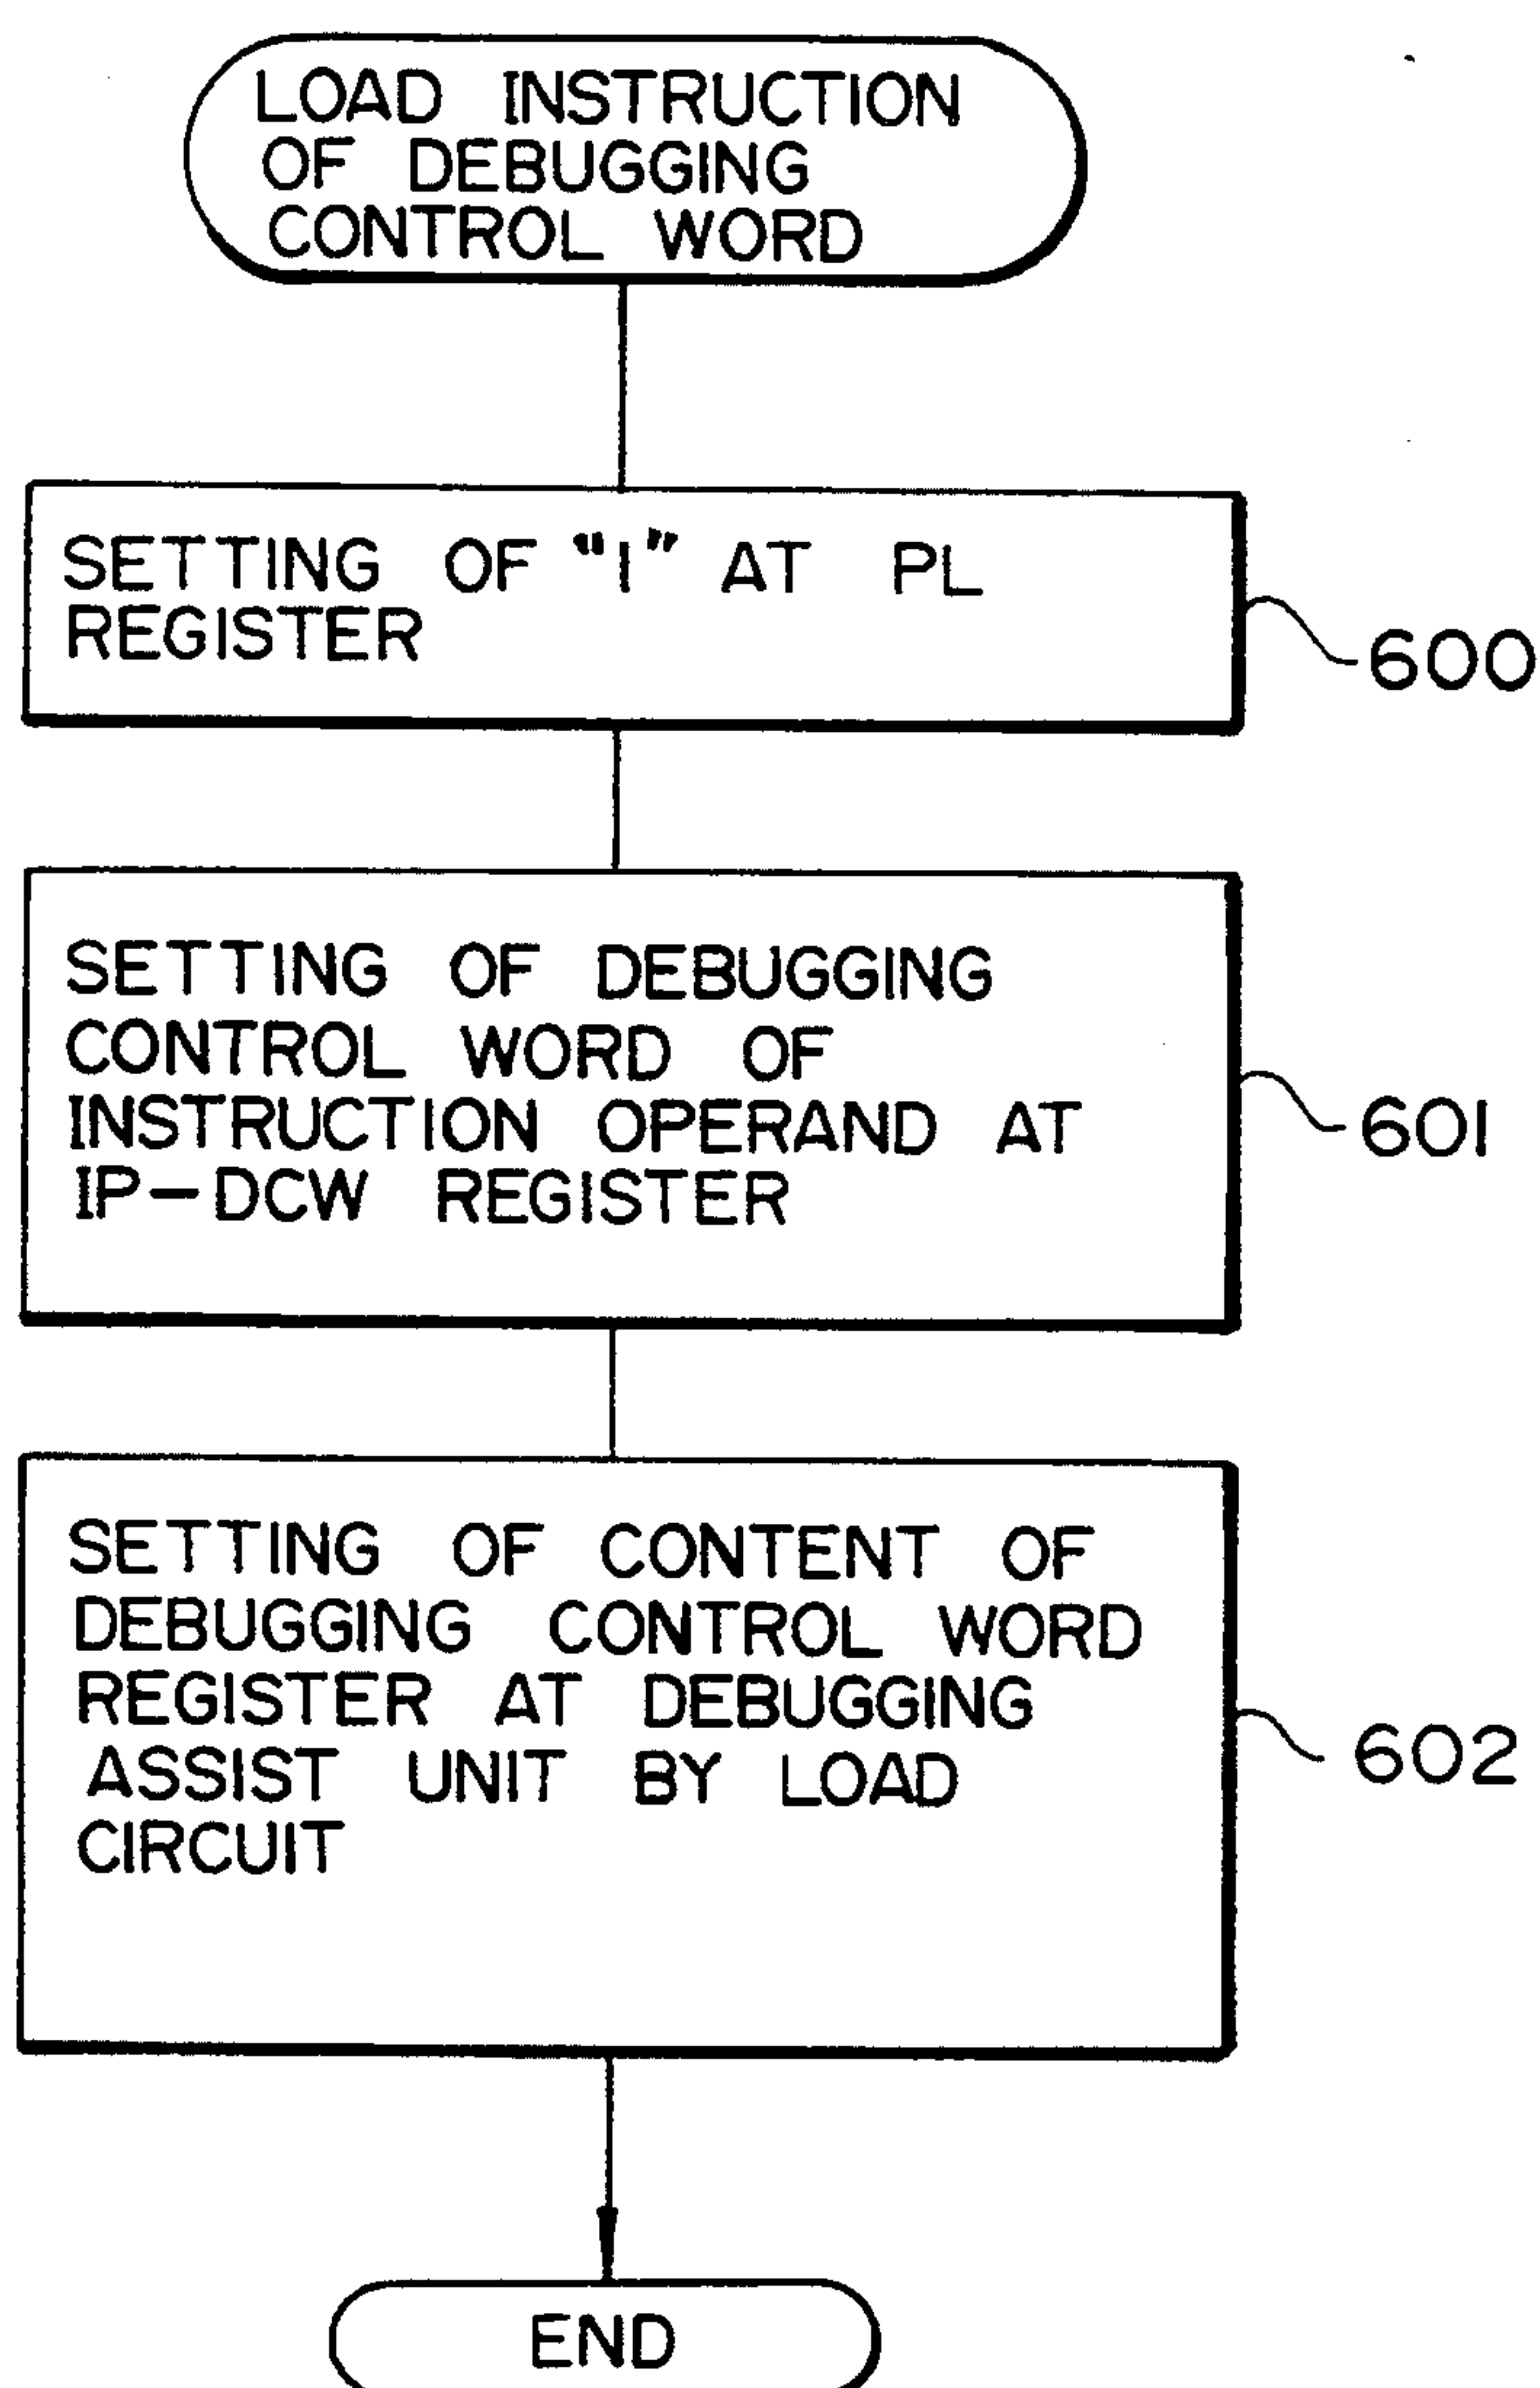 LOAD INSTRUCTION
OF DEBUGGING
CONTROL WORD
SETTING OF "1" AT PL
REGISTER
600
SETTING OF DEBUGGING
CONTROL WORD OF
INSTRUCTION OPERAND AT
IP-DCW REGISTER
601
SETTING OF CONTENT OF
DEBUGGING CONTROL WORD
REGISTER AT DEBUGGING
ASSIST UNIT BY LOAD
CIRCUIT
602
END